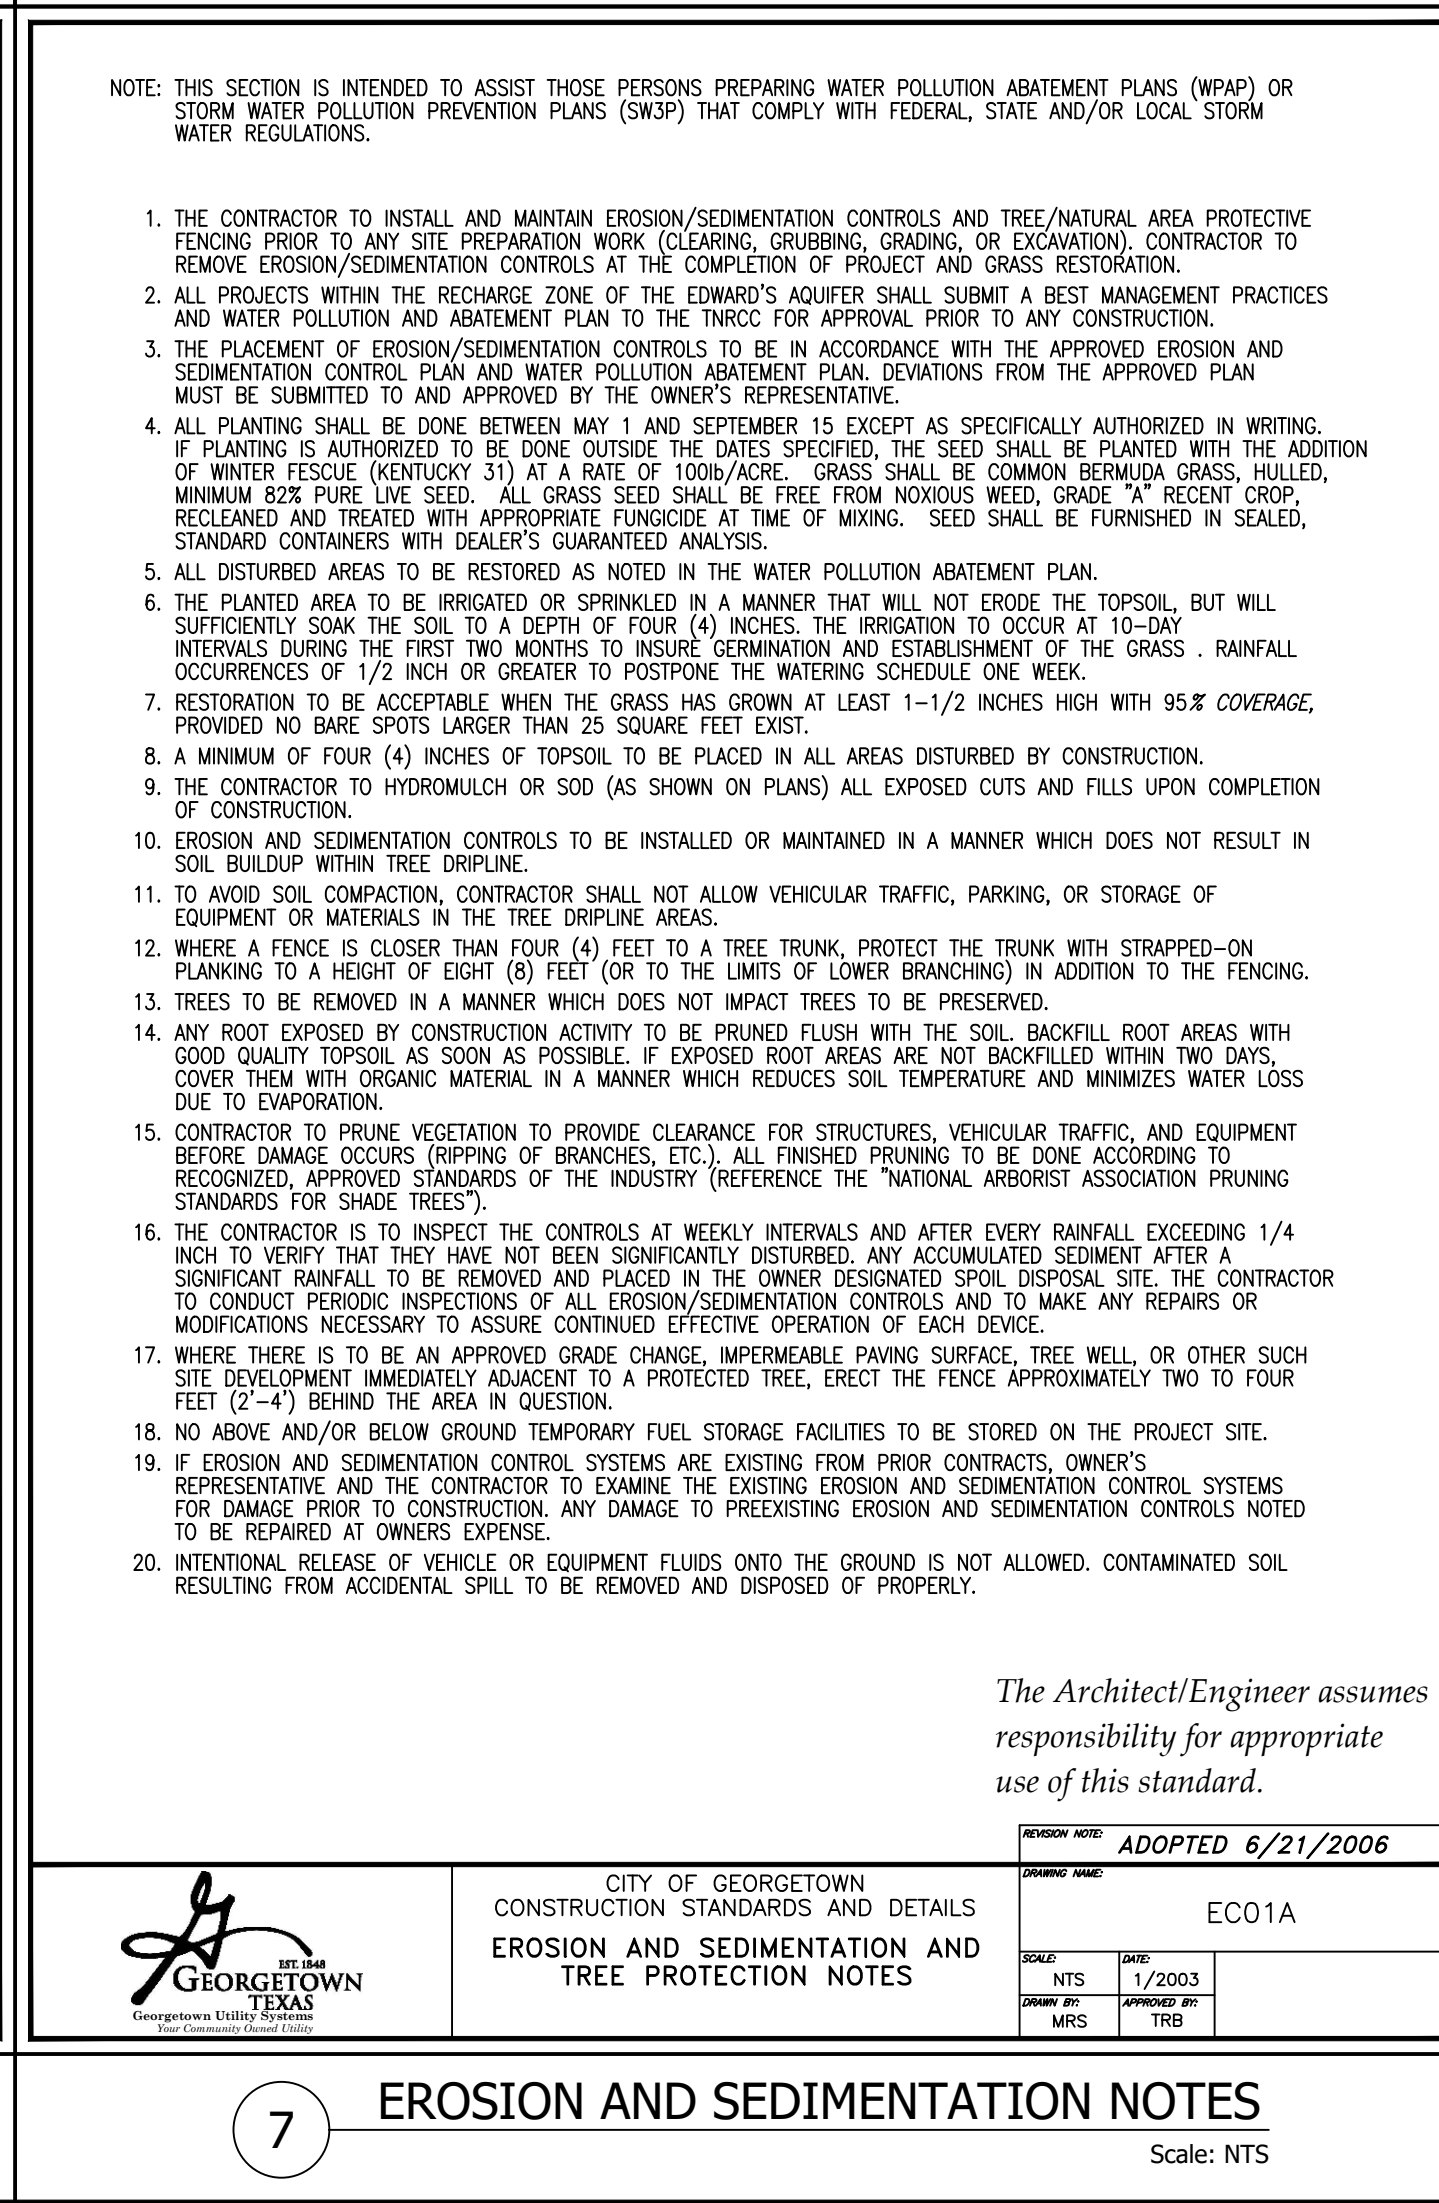 NOTE: THIS SECTION IS INTENDED TO ASSIST THOSE PERSONS PREPARING WATER POLLUTION ABATEMENT PLANS (WPAP) OR
STORM WATER POLLUTION PREVENTION PLANS (SW3P) THAT COMPLY WITH FEDERAL, STATE AND/OR LOCAL STORM
WATER REGULATIONS.
1. THE CONTRACTOR TO INSTALL AND MAINTAIN EROSION/SEDIMENTATION CONTROLS AND TREE/NATURAL AREA PROTECTIVE
FENCING PRIOR TO ANY SITE PREPARATION WORK (CLEARING, GRUBBING, GRADING, OR EXCAVATION). CONTRACTOR TO
REMOVE EROSION/SEDIMENTATION CONTROLS AT THE COMPLETION OF PROJECT AND GRASS RESTORATION.
2. ALL PROJECTS WITHIN THE RECHARGE ZONE OF THE EDWARD'S AQUIFER SHALL SUBMIT A BEST MANAGEMENT PRACTICES
AND WATER POLLUTION AND ABATEMENT PLAN TO THE TNRCC FOR APPROVAL PRIOR TO ANY CONSTRUCTION.
3. THE PLACEMENT OF EROSION/SEDIMENTATION CONTROLS TO BE IN ACCORDANCE WITH THE APPROVED EROSION AND
SEDIMENTATION CONTROL PLAN AND WATER POLLUTION ABATEMENT PLAN. DEVIATIONS FROM THE APPROVED PLAN
MUST BE SUBMITTED TO AND APPROVED BY THE OWNER'S REPRESENTATIVE.
4. ALL PLANTING SHALL BE DONE BETWEEN MAY 1 AND SEPTEMBER 15 EXCEPT AS SPECIFICALLY AUTHORIZED IN WRITING.
IF PLANTING IS AUTHORIZED TO BE DONE OUTSIDE THE DATES SPECIFIED, THE SEED SHALL BE PLANTED WITH THE ADDITION
OF WINTER FESCUE (KENTUCKY 31) AT A RATE OF 100lb/ACRE. GRASS SHALL BE COMMON BERMUDA GRASS, HULLED,
MINIMUM 82% PURE LIVE SEED. ALL GRASS SEED SHALL BE FREE FROM NOXIOUS WEED, GRADE "A" RECENT CROP,
RECLEANED AND TREATED WITH APPROPRIATE FUNGICIDE AT TIME OF MIXING. SEED SHALL BE FURNISHED IN SEALED,
STANDARD CONTAINERS WITH DEALER'S GUARANTEED ANALYSIS.
5. ALL DISTURBED AREAS TO BE RESTORED AS NOTED IN THE WATER POLLUTION ABATEMENT PLAN.
6. THE PLANTED AREA TO BE IRRIGATED OR SPRINKLED IN A MANNER THAT WILL NOT ERODE THE TOPSOIL, BUT WILL
SUFFICIENTLY SOAK THE SOIL TO A DEPTH OF FOUR (4) INCHES. THE IRRIGATION TO OCCUR AT 10-DAY
INTERVALS DURING THE FIRST TWO MONTHS TO INSURE GERMINATION AND ESTABLISHMENT OF THE GRASS . RAINFALL
OCCURRENCES OF 1/2 INCH OR GREATER TO POSTPONE THE WATERING SCHEDULE ONE WEEK.
7. RESTORATION TO BE ACCEPTABLE WHEN THE GRASS HAS GROWN AT LEAST 1-1/2 INCHES HIGH WITH 95% COVERAGE,
PROVIDED NO BARE SPOTS LARGER THAN 25 SQUARE FEET EXIST.
8. A MINIMUM OF FOUR (4) INCHES OF TOPSOIL TO BE PLACED IN ALL AREAS DISTURBED BY CONSTRUCTION.
9. THE CONTRACTOR TO HYDROMULCH OR SOD (AS SHOWN ON PLANS) ALL EXPOSED CUTS AND FILLS UPON COMPLETION
OF CONSTRUCTION.
10. EROSION AND SEDIMENTATION CONTROLS TO BE INSTALLED OR MAINTAINED IN A MANNER WHICH DOES NOT RESULT IN
SOIL BUILDUP WITHIN TREE DRIPLINE.
11. TO AVOID SOIL COMPACTION, CONTRACTOR SHALL NOT ALLOW VEHICULAR TRAFFIC, PARKING, OR STORAGE OF
EQUIPMENT OR MATERIALS IN THE TREE DRIPLINE AREAS.
12. WHERE A FENCE IS CLOSER THAN FOUR (4) FEET TO A TREE TRUNK, PROTECT THE TRUNK WITH STRAPPED-ON
PLANKING TO A HEIGHT OF EIGHT (8) FEET (OR TO THE LIMITS OF LOWER BRANCHING) IN ADDITION TO THE FENCING.
13. TREES TO BE REMOVED IN A MANNER WHICH DOES NOT IMPACT TREES TO BE PRESERVED.
14. ANY ROOT EXPOSED BY CONSTRUCTION ACTIVITY TO BE PRUNED FLUSH WITH THE SOIL. BACKFILL ROOT AREAS WITH
GOOD QUALITY TOPSOIL AS SOON AS POSSIBLE. IF EXPOSED ROOT AREAS ARE NOT BACKFILLED WITHIN TWO DAYS,
COVER THEM WITH ORGANIC MATERIAL IN A MANNER WHICH REDUCES SOIL TEMPERATURE AND MINIMIZES WATER LOSS
DUE TO EVAPORATION.
15. CONTRACTOR TO PRUNE VEGETATION TO PROVIDE CLEARANCE FOR STRUCTURES, VEHICULAR TRAFFIC, AND EQUIPMENT
BEFORE DAMAGE OCCURS (RIPPING OF BRANCHES, ETC.). ALL FINISHED PRUNING TO BE DONE ACCORDING TO
RECOGNIZED, APPROVED STANDARDS OF THE INDUSTRY (REFERENCE THE "NATIONAL ARBORIST ASSOCIATION PRUNING
STANDARDS FOR SHADE TREES").
16. THE CONTRACTOR IS TO INSPECT THE CONTROLS AT WEEKLY INTERVALS AND AFTER EVERY RAINFALL EXCEEDING 1/4
INCH TO VERIFY THAT THEY HAVE NOT BEEN SIGNIFICANTLY DISTURBED. ANY ACCUMULATED SEDIMENT AFTER A
SIGNIFICANT RAINFALL TO BE REMOVED AND PLACED IN THE OWNER DESIGNATED SPOIL DISPOSAL SITE. THE CONTRACTOR
TO CONDUCT PERIODIC INSPECTIONS OF ALL EROSION/SEDIMENTATION CONTROLS AND TO MAKE ANY REPAIRS OR
MODIFICATIONS NECESSARY TO ASSURE CONTINUED EFFECTIVE OPERATION OF EACH DEVICE.
17. WHERE THERE IS TO BE AN APPROVED GRADE CHANGE, IMPERMEABLE PAVING SURFACE, TREE WELL, OR OTHER SUCH
SITE DEVELOPMENT IMMEDIATELY ADJACENT TO A PROTECTED TREE, ERECT THE FENCE APPROXIMATELY TWO TO FOUR
FEET (2'-4') BEHIND THE AREA IN QUESTION.
18. NO ABOVE AND/OR BELOW GROUND TEMPORARY FUEL STORAGE FACILITIES TO BE STORED ON THE PROJECT SITE.
19. IF EROSION AND SEDIMENTATION CONTROL SYSTEMS ARE EXISTING FROM PRIOR CONTRACTS, OWNER'S
REPRESENTATIVE AND THE CONTRACTOR TO EXAMINE THE EXISTING EROSION AND SEDIMENTATION CONTROL SYSTEMS
FOR DAMAGE PRIOR TO CONSTRUCTION. ANY DAMAGE TO PREEXISTING EROSION AND SEDIMENTATION CONTROLS NOTED
TO BE REPAIRED AT OWNERS EXPENSE.
20. INTENTIONAL RELEASE OF VEHICLE OR EQUIPMENT FLUIDS ONTO THE GROUND IS NOT ALLOWED. CONTAMINATED SOIL
RESULTING FROM ACCIDENTAL SPILL TO BE REMOVED AND DISPOSED OF PROPERLY.
The Architect/Engineer assumes
responsibility for appropriate
use of this standard.
REVISION NOTE: ADOPTED 6/21/2006
EST. 1848
GEORGETOWN
TEXAS
Georgetown Utility Systems
Your Community Owned Utility
CITY OF GEORGETOWN
CONSTRUCTION STANDARDS AND DETAILS
EROSION AND SEDIMENTATION AND
TREE PROTECTION NOTES
DRAWING NAME:
EC01A
SCALE: DATE:
NTS 1/2003
DRAWN BY: APPROVED BY:
MRS TRB
7 EROSION AND SEDIMENTATION NOTES
Scale: NTS